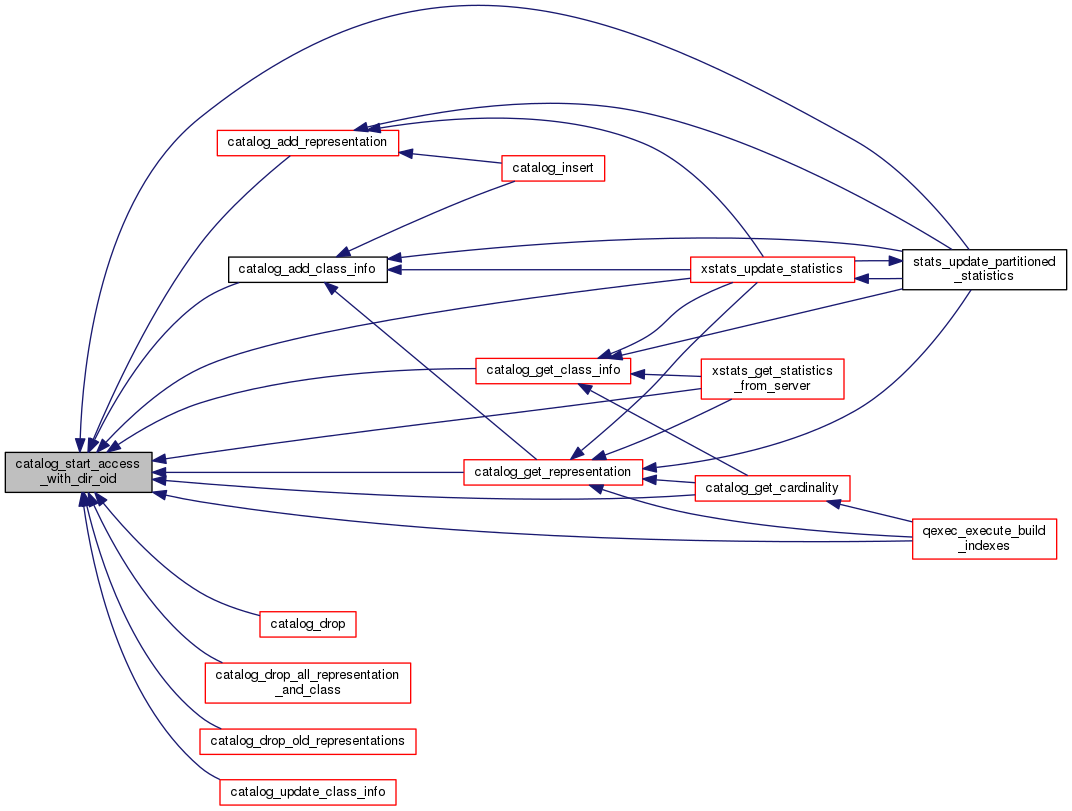 catalog_add_representation
catalog_insert
catalog_add_class_info
xstats_update_statistics
stats_update_partitioned
_statistics
catalog_get_class_info
xstats_get_statistics
_from_server
catalog_start_access
_with_dir_oid
catalog_get_representation
catalog_get_cardinality
qexec_execute_build
_indexes
catalog_drop
catalog_drop_all_representation
_and_class
catalog_drop_old_representations
catalog_update_class_info